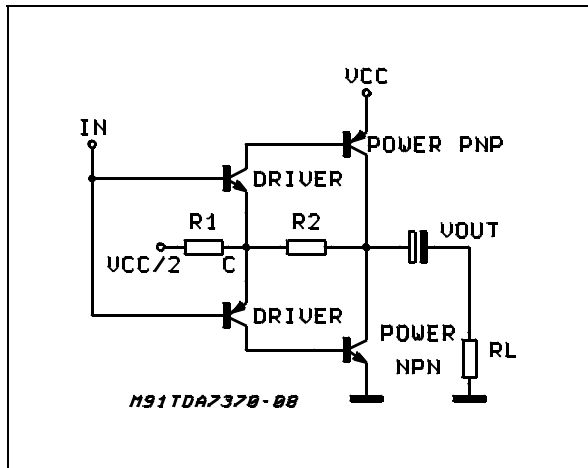 VCC
IN
POWER PNP
DRIVER
R1
R2
VOUT
VCC/2
C
DRIVER
POWER
NPN
RL
M91TDA7370-08